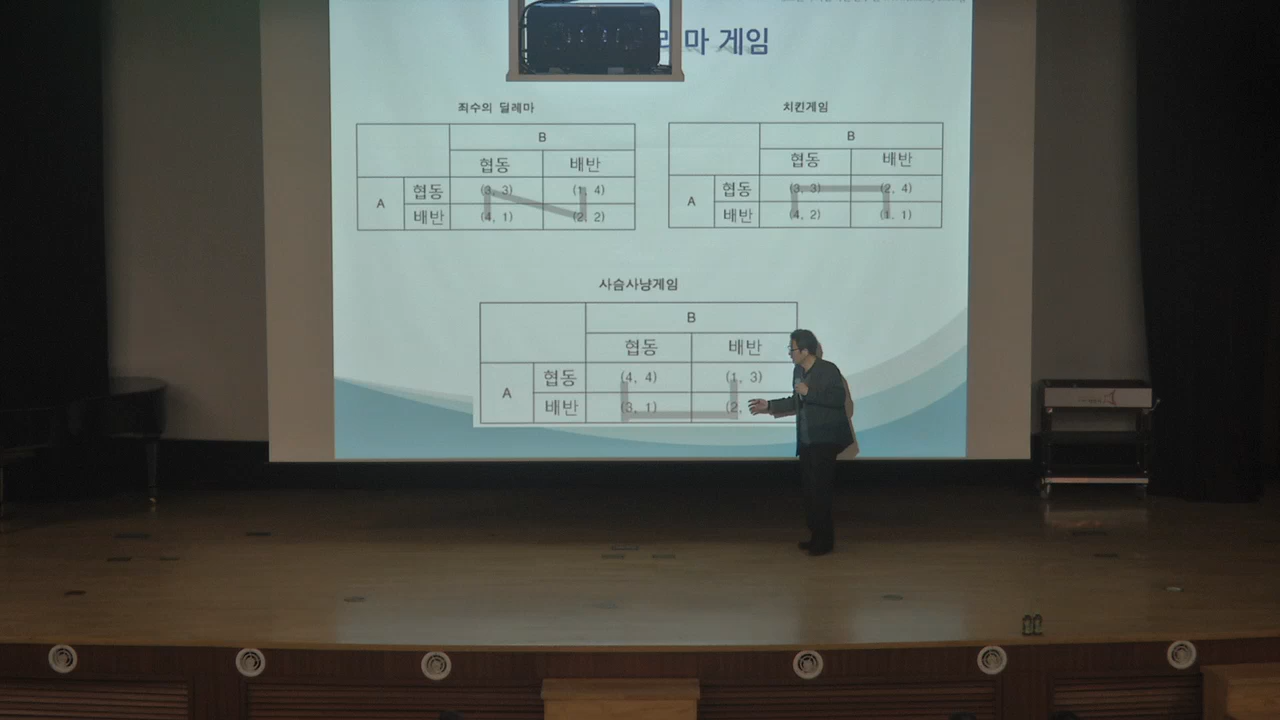 마 게임
죄수의 딜레마
B
협동 배반
A 협동 (3, 3) (1, 4)
배반 (4, 1) (2, 2)
치킨게임
B
협동 배반
A 협동 (3, 3) (2, 4)
배반 (4, 2) (1, 1)
사슴사냥게임
B
협동 배반
A 협동 (4, 4) (1, 3)
배반 (3, 1) (2,